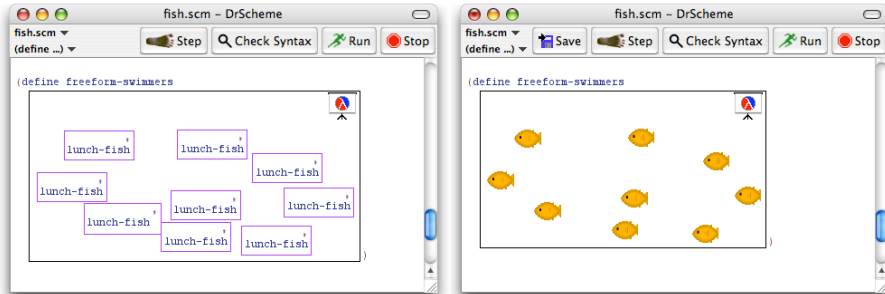 fish.scm – DrScheme
fish.scm
(define ...)
Step
Check Syntax
Run
Stop
(define freeform-swimmers
λ
,
lunch-fish
,
lunch-fish
,
lunch-fish
,
lunch-fish
,
lunch-fish
,
lunch-fish
,
lunch-fish
,
lunch-fish
,
lunch-fish
)
fish.scm – DrScheme
fish.scm
(define ...)
Save
Step
Check Syntax
Run
Stop
(define freeform-swimmers
λ
)